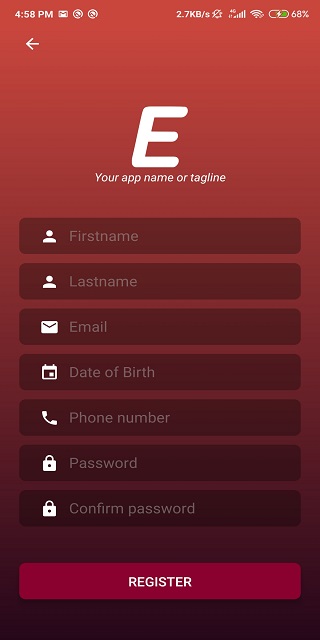 4:58 PM 2.7KB/s 4G 68%
E
Your app name or tagline
Firstname
Lastname
Email
Date of Birth
Phone number
Password
Confirm password
REGISTER